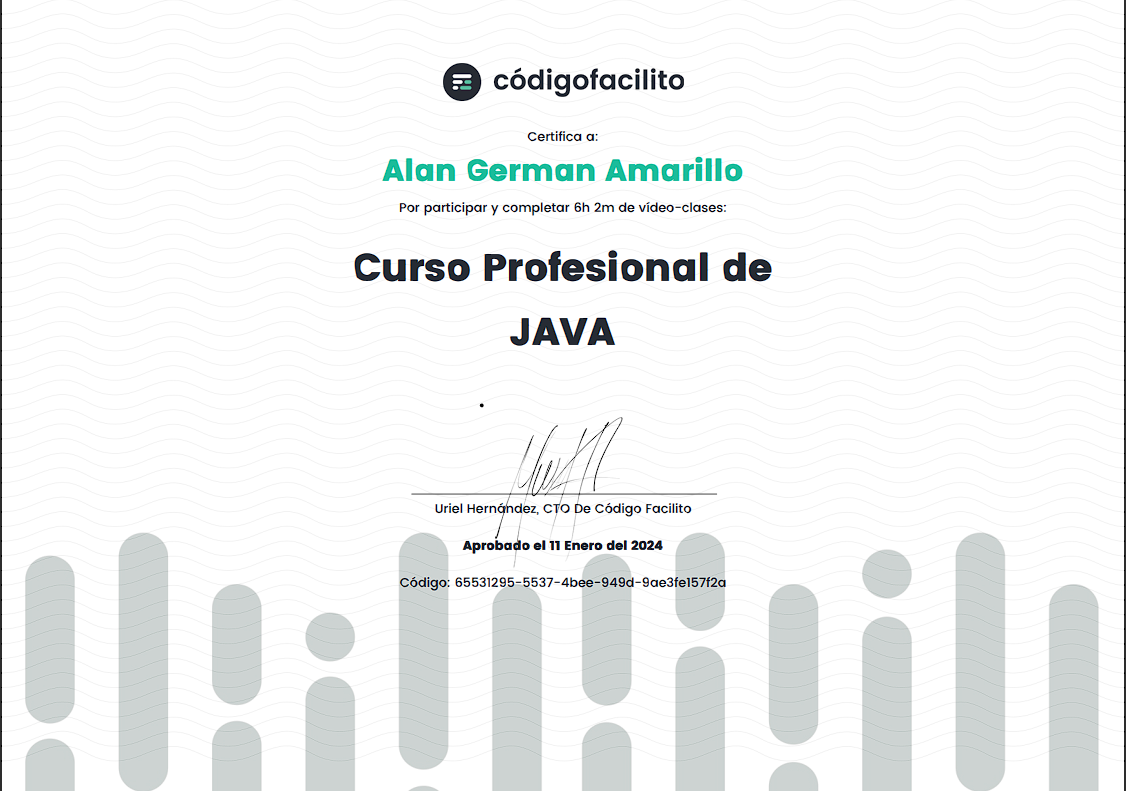 códigofacilito
Certifica a:
Alan German Amarillo
Por participar y completar 6h 2m de vídeo-clases:
Curso Profesional de
JAVA
Uriel Hernández, CTO De Código Facilito
Aprobado el 11 Enero del 2024
Código: 65531295-5537-4bee-949d-9ae3fe157f2a